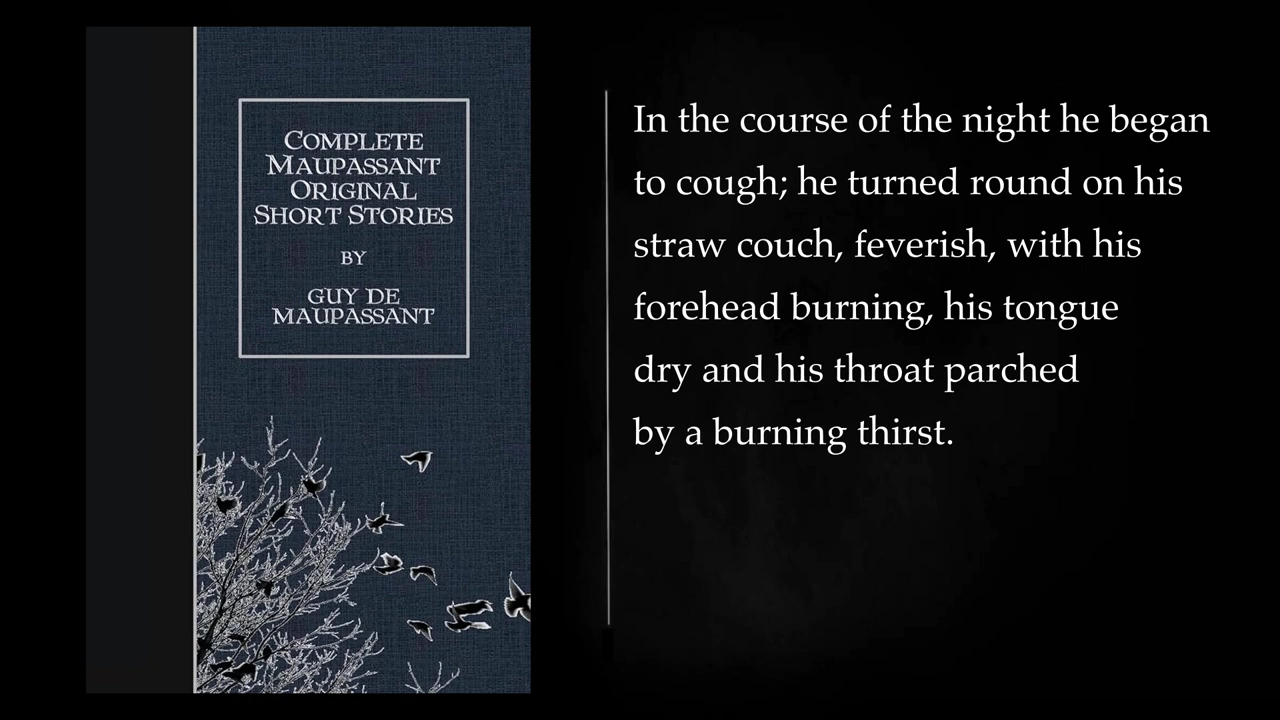 COMPLETE
MAUPASSANT
ORIGINAL
SHORT STORIES
BY
GUY DE
MAUPASSANT
In the course of the night he began
to cough; he turned round on his
straw couch, feverish, with his
forehead burning, his tongue
dry and his throat parched
by a burning thirst.